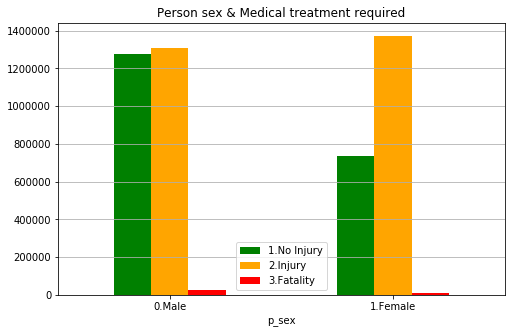 Person sex & Medical treatment required
1400000
1200000
1000000
800000
600000
400000
200000
0
1.No Injury
2.Injury
3.Fatality
0.Male
1.Female
p_sex